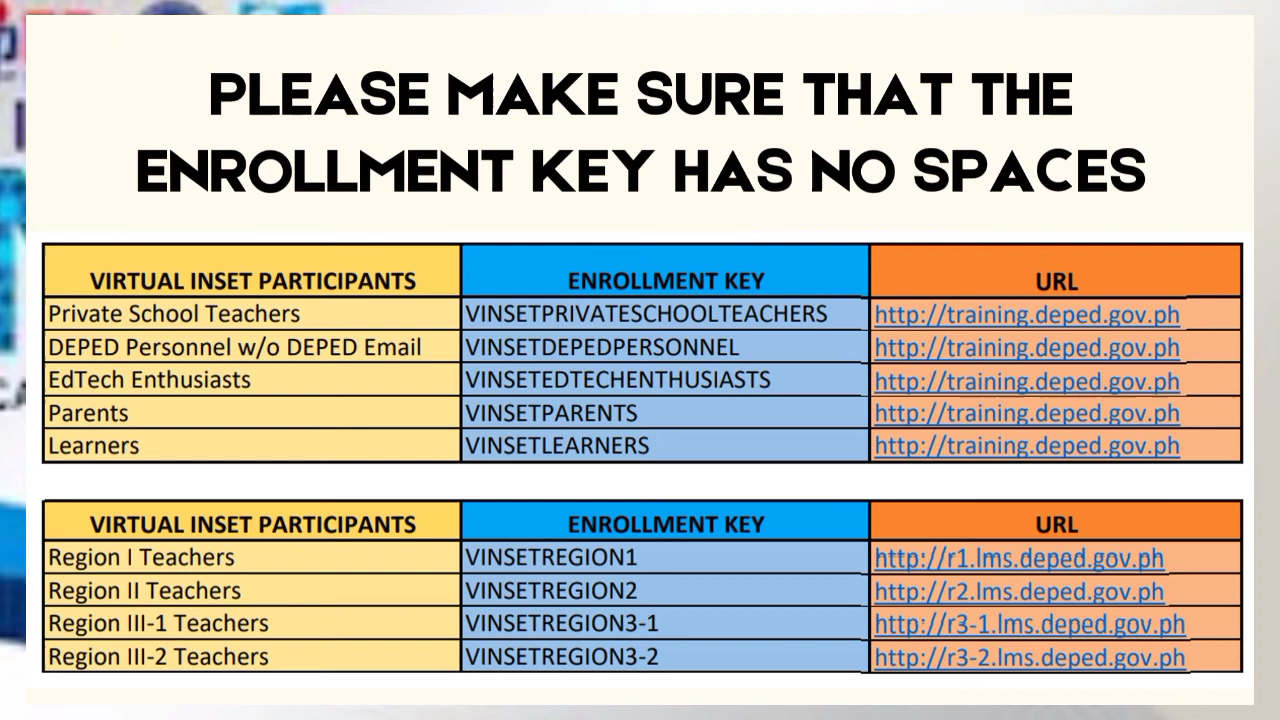 PLEASE MAKE SURE THAT THE
ENROLLMENT KEY HAS NO SPACES
VIRTUAL INSET PARTICIPANTS ENROLLMENT KEY URL
Private School Teachers VINSETPRIVATESCHOOLTEACHERS http://training.deped.gov.ph
DEPED Personnel w/o DEPED Email VINSETDEPEDPERSONNEL http://training.deped.gov.ph
EdTech Enthusiasts VINSETEDTECHENTHUSIASTS http://training.deped.gov.ph
Parents VINSETPARENTS http://training.deped.gov.ph
Learners VINSETLEARNERS http://training.deped.gov.ph
VIRTUAL INSET PARTICIPANTS ENROLLMENT KEY URL
Region I Teachers VINSETREGION1 http://r1.lms.deped.gov.ph
Region II Teachers VINSETREGION2 http://r2.lms.deped.gov.ph
Region III-1 Teachers VINSETREGION3-1 http://r3-1.lms.deped.gov.ph
Region III-2 Teachers VINSETREGION3-2 http://r3-2.lms.deped.gov.ph